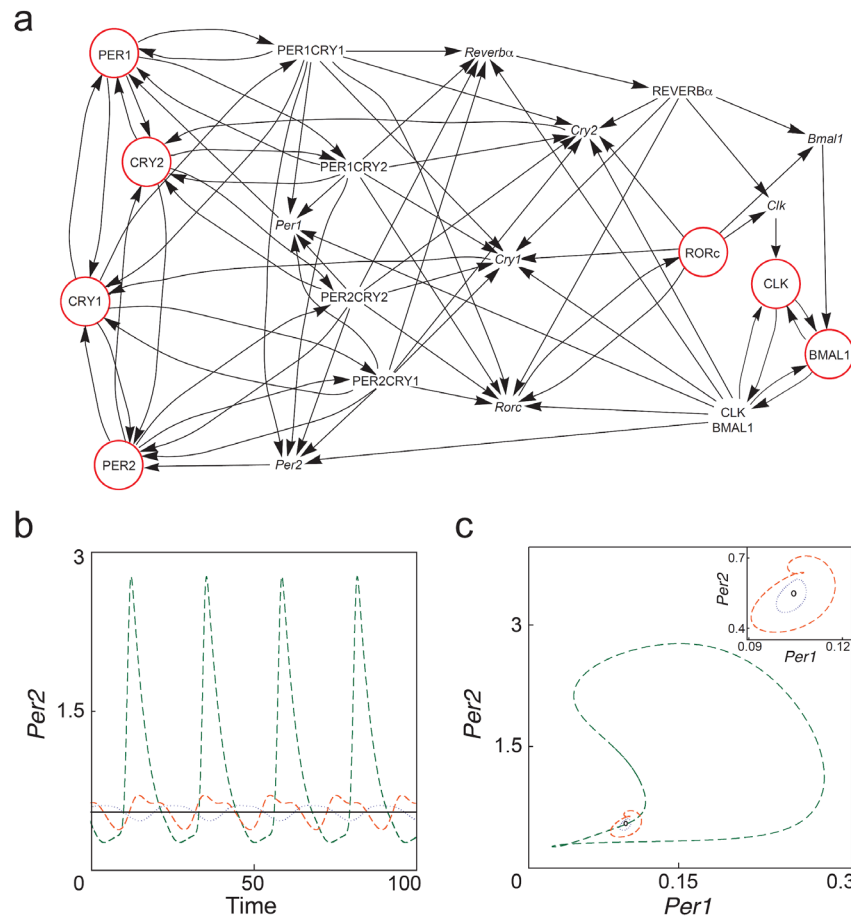 a
PER1
PER1CRY1
Reverbα
REVERBα
CRY2
Cry2
Bmal1
PER1CRY2
Clk
Per1
Cry1
RORc
CLK
CRY1
PER2CRY2
BMAL1
PER2CRY1
Rorc
CLK
BMAL1
PER2
Per2
b
3
1.5
Per2
0
50
100
Time
c
3
1.5
Per2
0
0.15
0.3
Per1
0.7
0.4
Per2
0.09
0.12
Per1